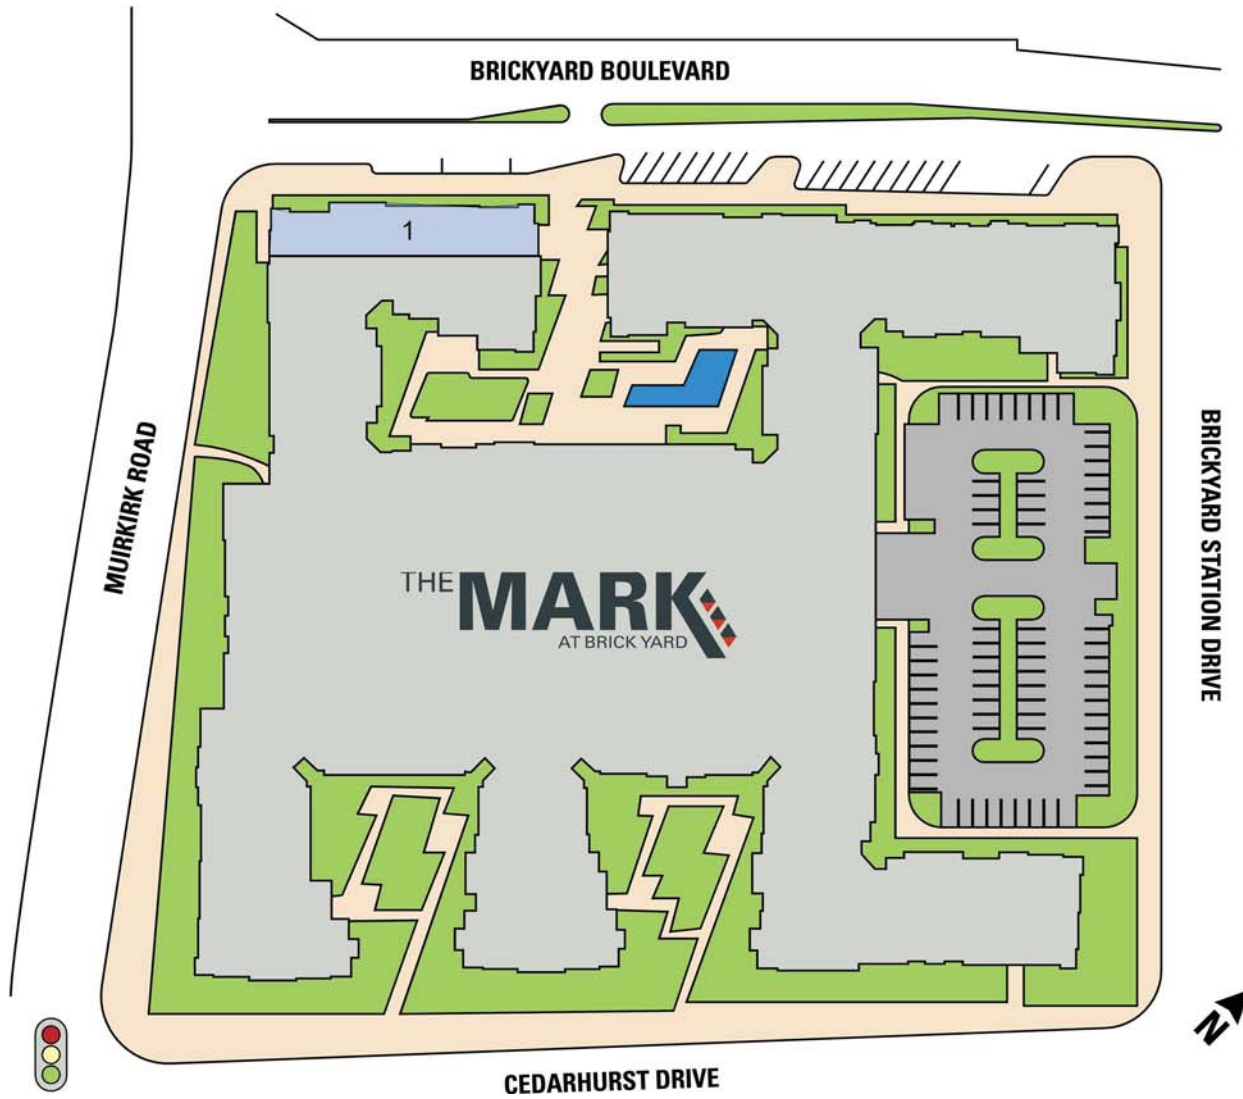 BRICKYARD BOULEVARD
1
MUIRKIRK ROAD
BRICKYARD STATION DRIVE
THE MARK
AT BRICK YARD
N
CEDARHURST DRIVE